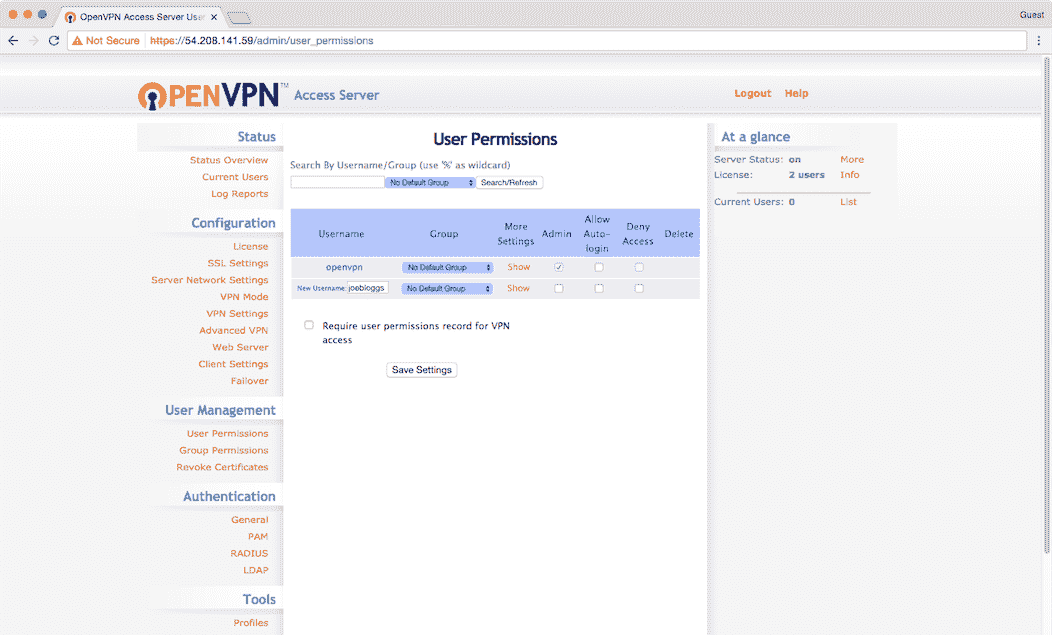 OpenVPN Access Server User
Guest
Not Secure https://54.208.141.59/admin/user_permissions
OPENVPN™ Access Server
Logout Help
Status
Status Overview
Current Users
Log Reports
Configuration
License
SSL Settings
Server Network Settings
VPN Mode
VPN Settings
Advanced VPN
Web Server
Client Settings
Failover
User Management
User Permissions
Group Permissions
Revoke Certificates
Authentication
General
PAM
RADIUS
LDAP
Tools
Profiles
User Permissions
Search By Username/Group (use '%' as wildcard)
No Default Group Search/Refresh
Username Group More Settings Admin Allow Auto-login Deny Access Delete
openvpn No Default Group Show
New Username: joebloggs No Default Group Show
Require user permissions record for VPN
access
Save Settings
At a glance
Server Status: on More
License: 2 users Info
Current Users: 0 List